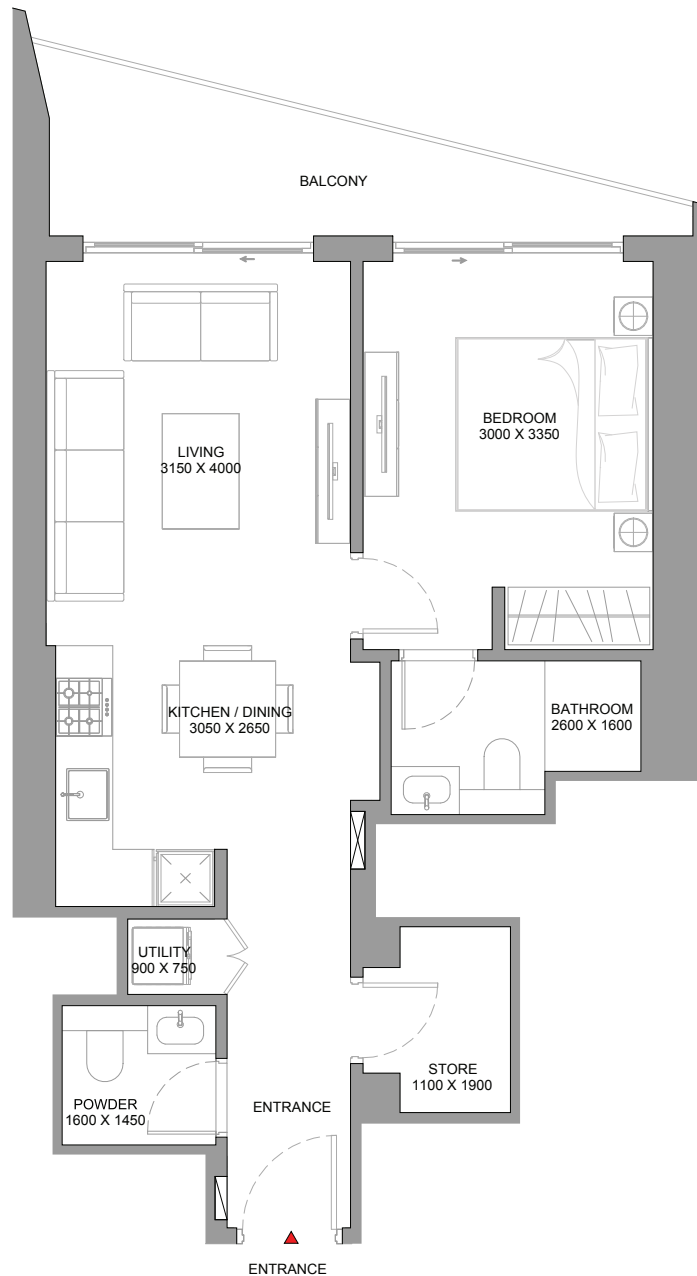 BALCONY
LIVING
3150 X 4000
BEDROOM
3000 X 3350
KITCHEN / DINING
3050 X 2650
BATHROOM
2600 X 1600
UTILITY
900 X 750
STORE
1100 X 1900
POWDER
1600 X 1450
ENTRANCE
ENTRANCE